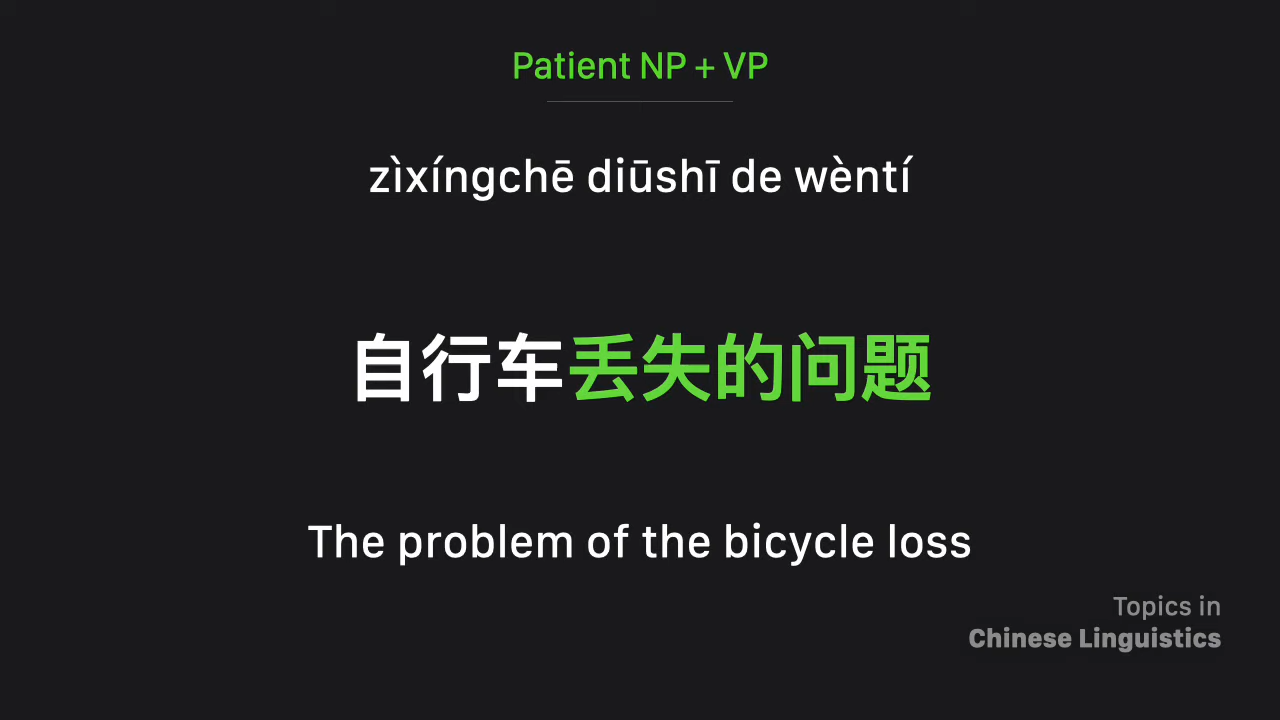 Patient NP + VP
zìxíngchē diūshī de wèntí
自行车丢失的问题
The problem of the bicycle loss
Topics in
Chinese Linguistics